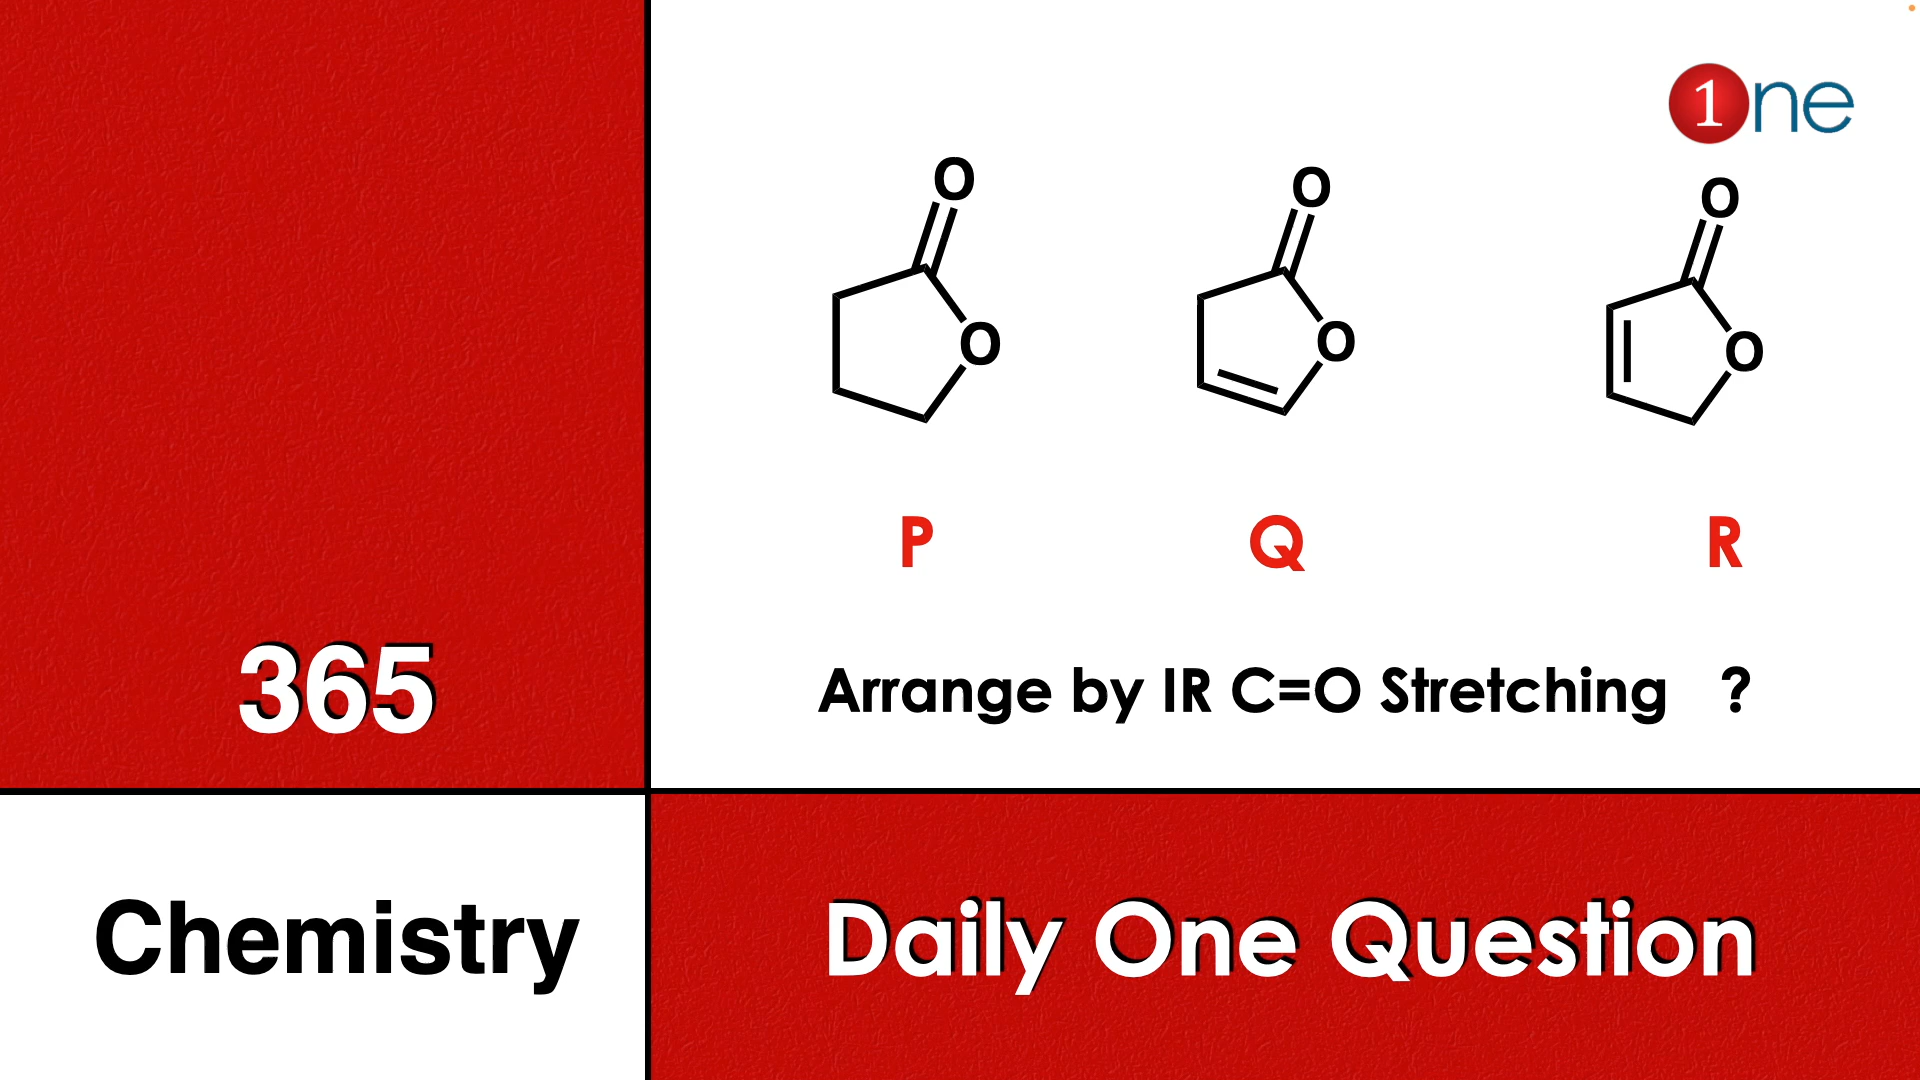 1ne
O O O
O O O
P Q R
365
Arrange by IR C=O Stretching ?
Chemistry
Daily One Question